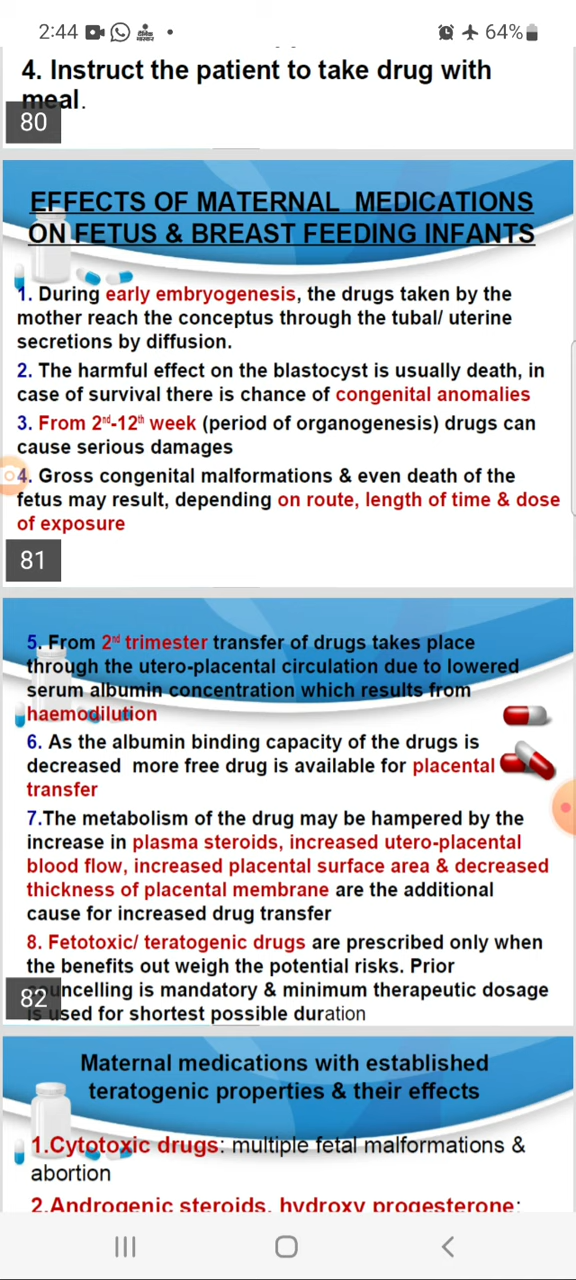 2:44
64%
4. Instruct the patient to take drug with
meal.
80
EFFECTS OF MATERNAL MEDICATIONS
ON FETUS & BREAST FEEDING INFANTS
1. During early embryogenesis, the drugs taken by the
mother reach the conceptus through the tubal/ uterine
secretions by diffusion.
2. The harmful effect on the blastocyst is usually death, in
case of survival there is chance of congenital anomalies
3. From 2nd-12th week (period of organogenesis) drugs can
cause serious damages
4. Gross congenital malformations & even death of the
fetus may result, depending on route, length of time & dose
of exposure
81
5. From 2nd trimester transfer of drugs takes place
through the utero-placental circulation due to lowered
serum albumin concentration which results from
haemodilution
6. As the albumin binding capacity of the drugs is
decreased more free drug is available for placental
transfer
7.The metabolism of the drug may be hampered by the
increase in plasma steroids, increased utero-placental
blood flow, increased placental surface area & decreased
thickness of placental membrane are the additional
cause for increased drug transfer
8. Fetotoxic/ teratogenic drugs are prescribed only when
the benefits out weigh the potential risks. Prior
uncelling is mandatory & minimum therapeutic dosage
is used for shortest possible duration
82
Maternal medications with established
teratogenic properties & their effects
1.Cytotoxic drugs: multiple fetal malformations &
abortion
2.Androgenic steroids, hydroxy progesterone: